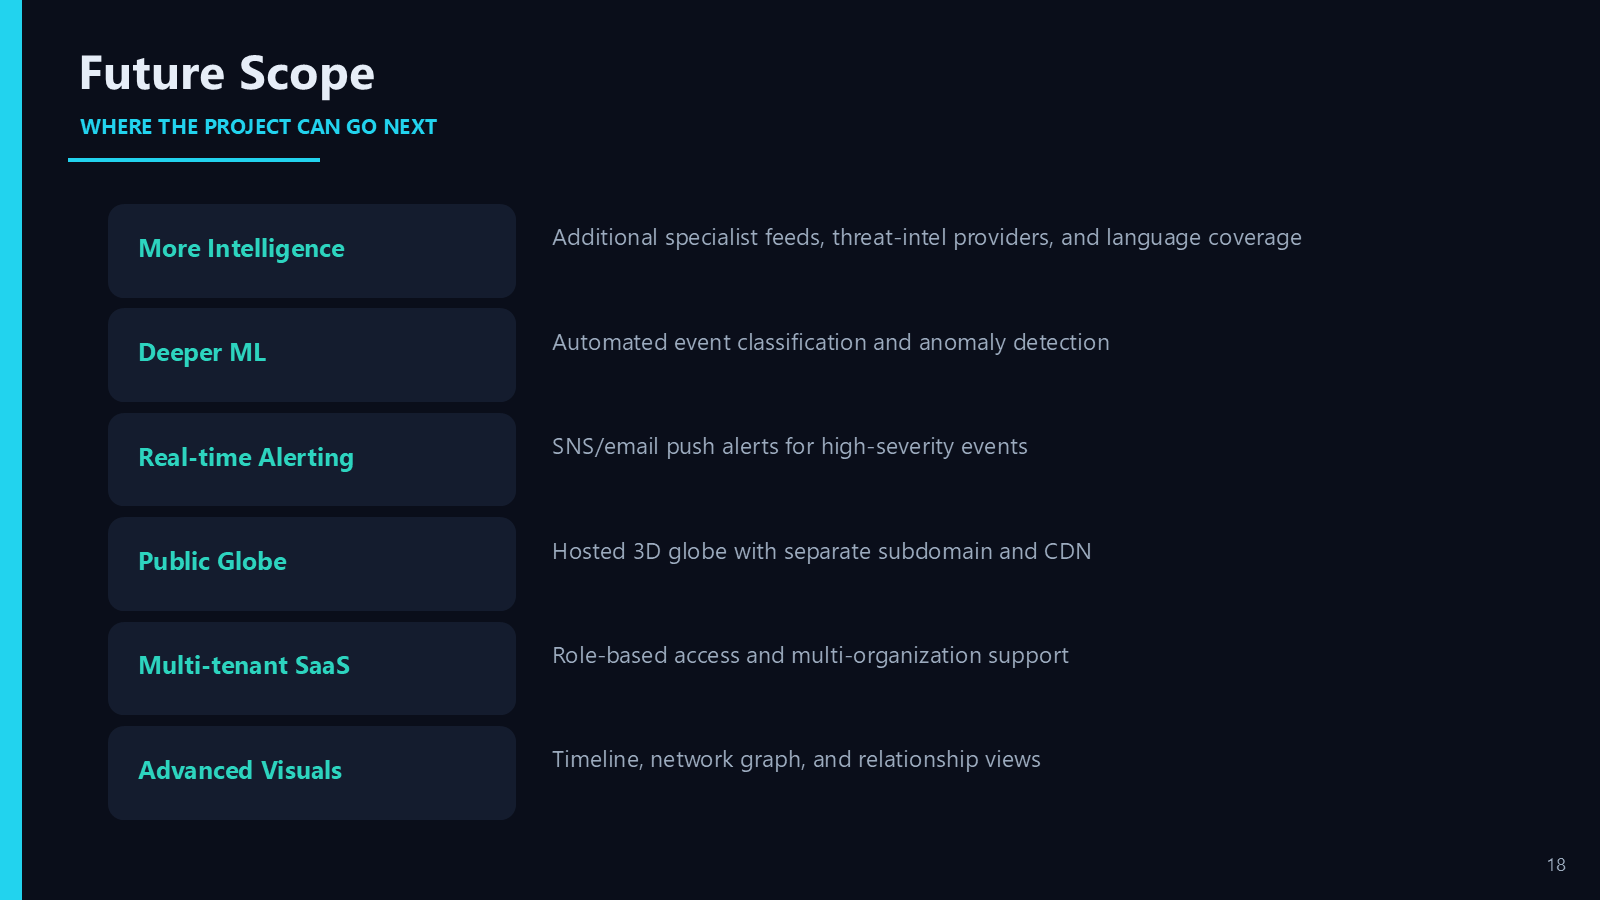 Future Scope
WHERE THE PROJECT CAN GO NEXT
More Intelligence
Additional specialist feeds, threat-intel providers, and language coverage
Deeper ML
Automated event classification and anomaly detection
Real-time Alerting
SNS/email push alerts for high-severity events
Public Globe
Hosted 3D globe with separate subdomain and CDN
Multi-tenant SaaS
Role-based access and multi-organization support
Advanced Visuals
Timeline, network graph, and relationship views
18